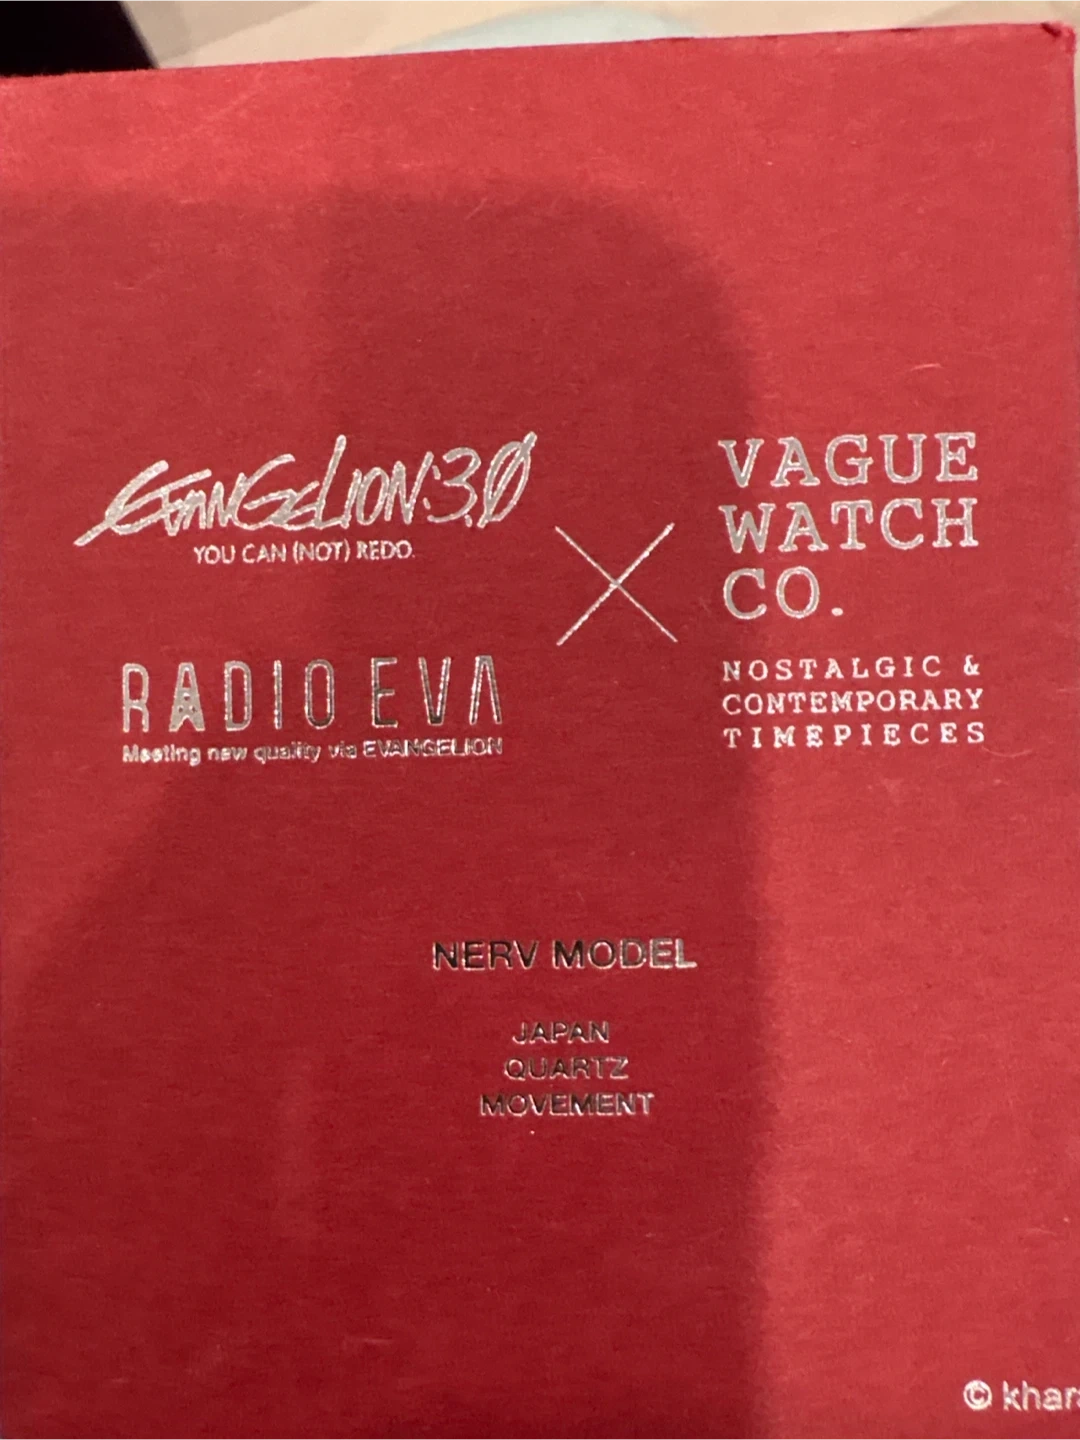 EVANGELION:3.0
YOU CAN (NOT) REDO.
RADIO EVA
Meeting new quality via EVANGELION
VAGUE
WATCH
CO.
NOSTALGIC &
CONTEMPORARY
TIMEPIECES
NERV MODEL
JAPAN
QUARTZ
MOVEMENT
© khara